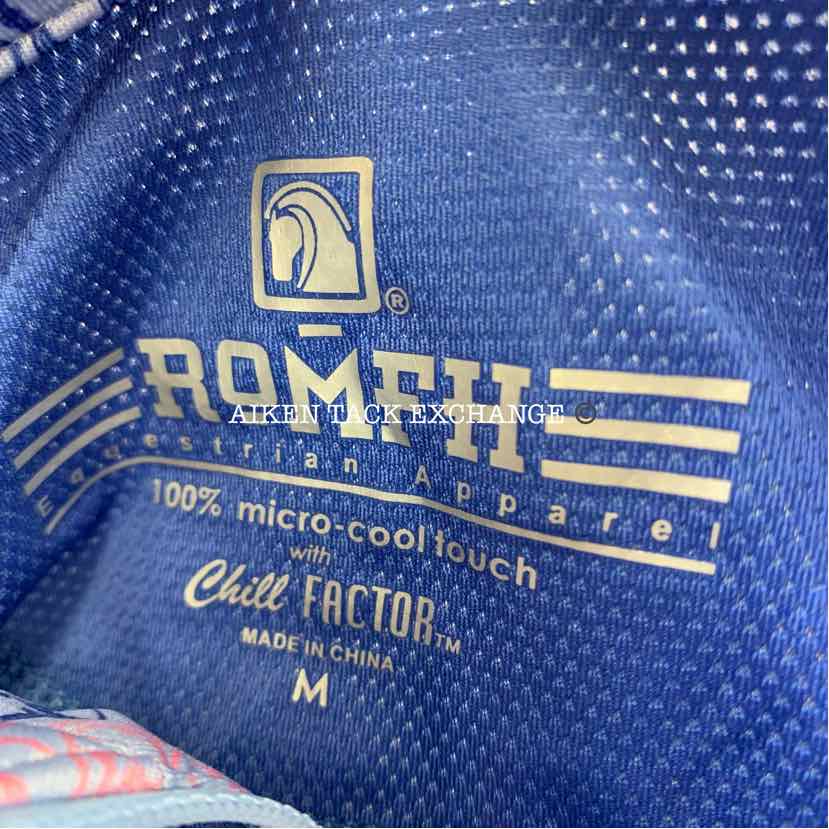 ®
ROMFH
AIKEN TACK EXCHANGE ©
Equestrian Apparel
100% micro-cool touch
with
Chill FACTOR™
MADE IN CHINA
M